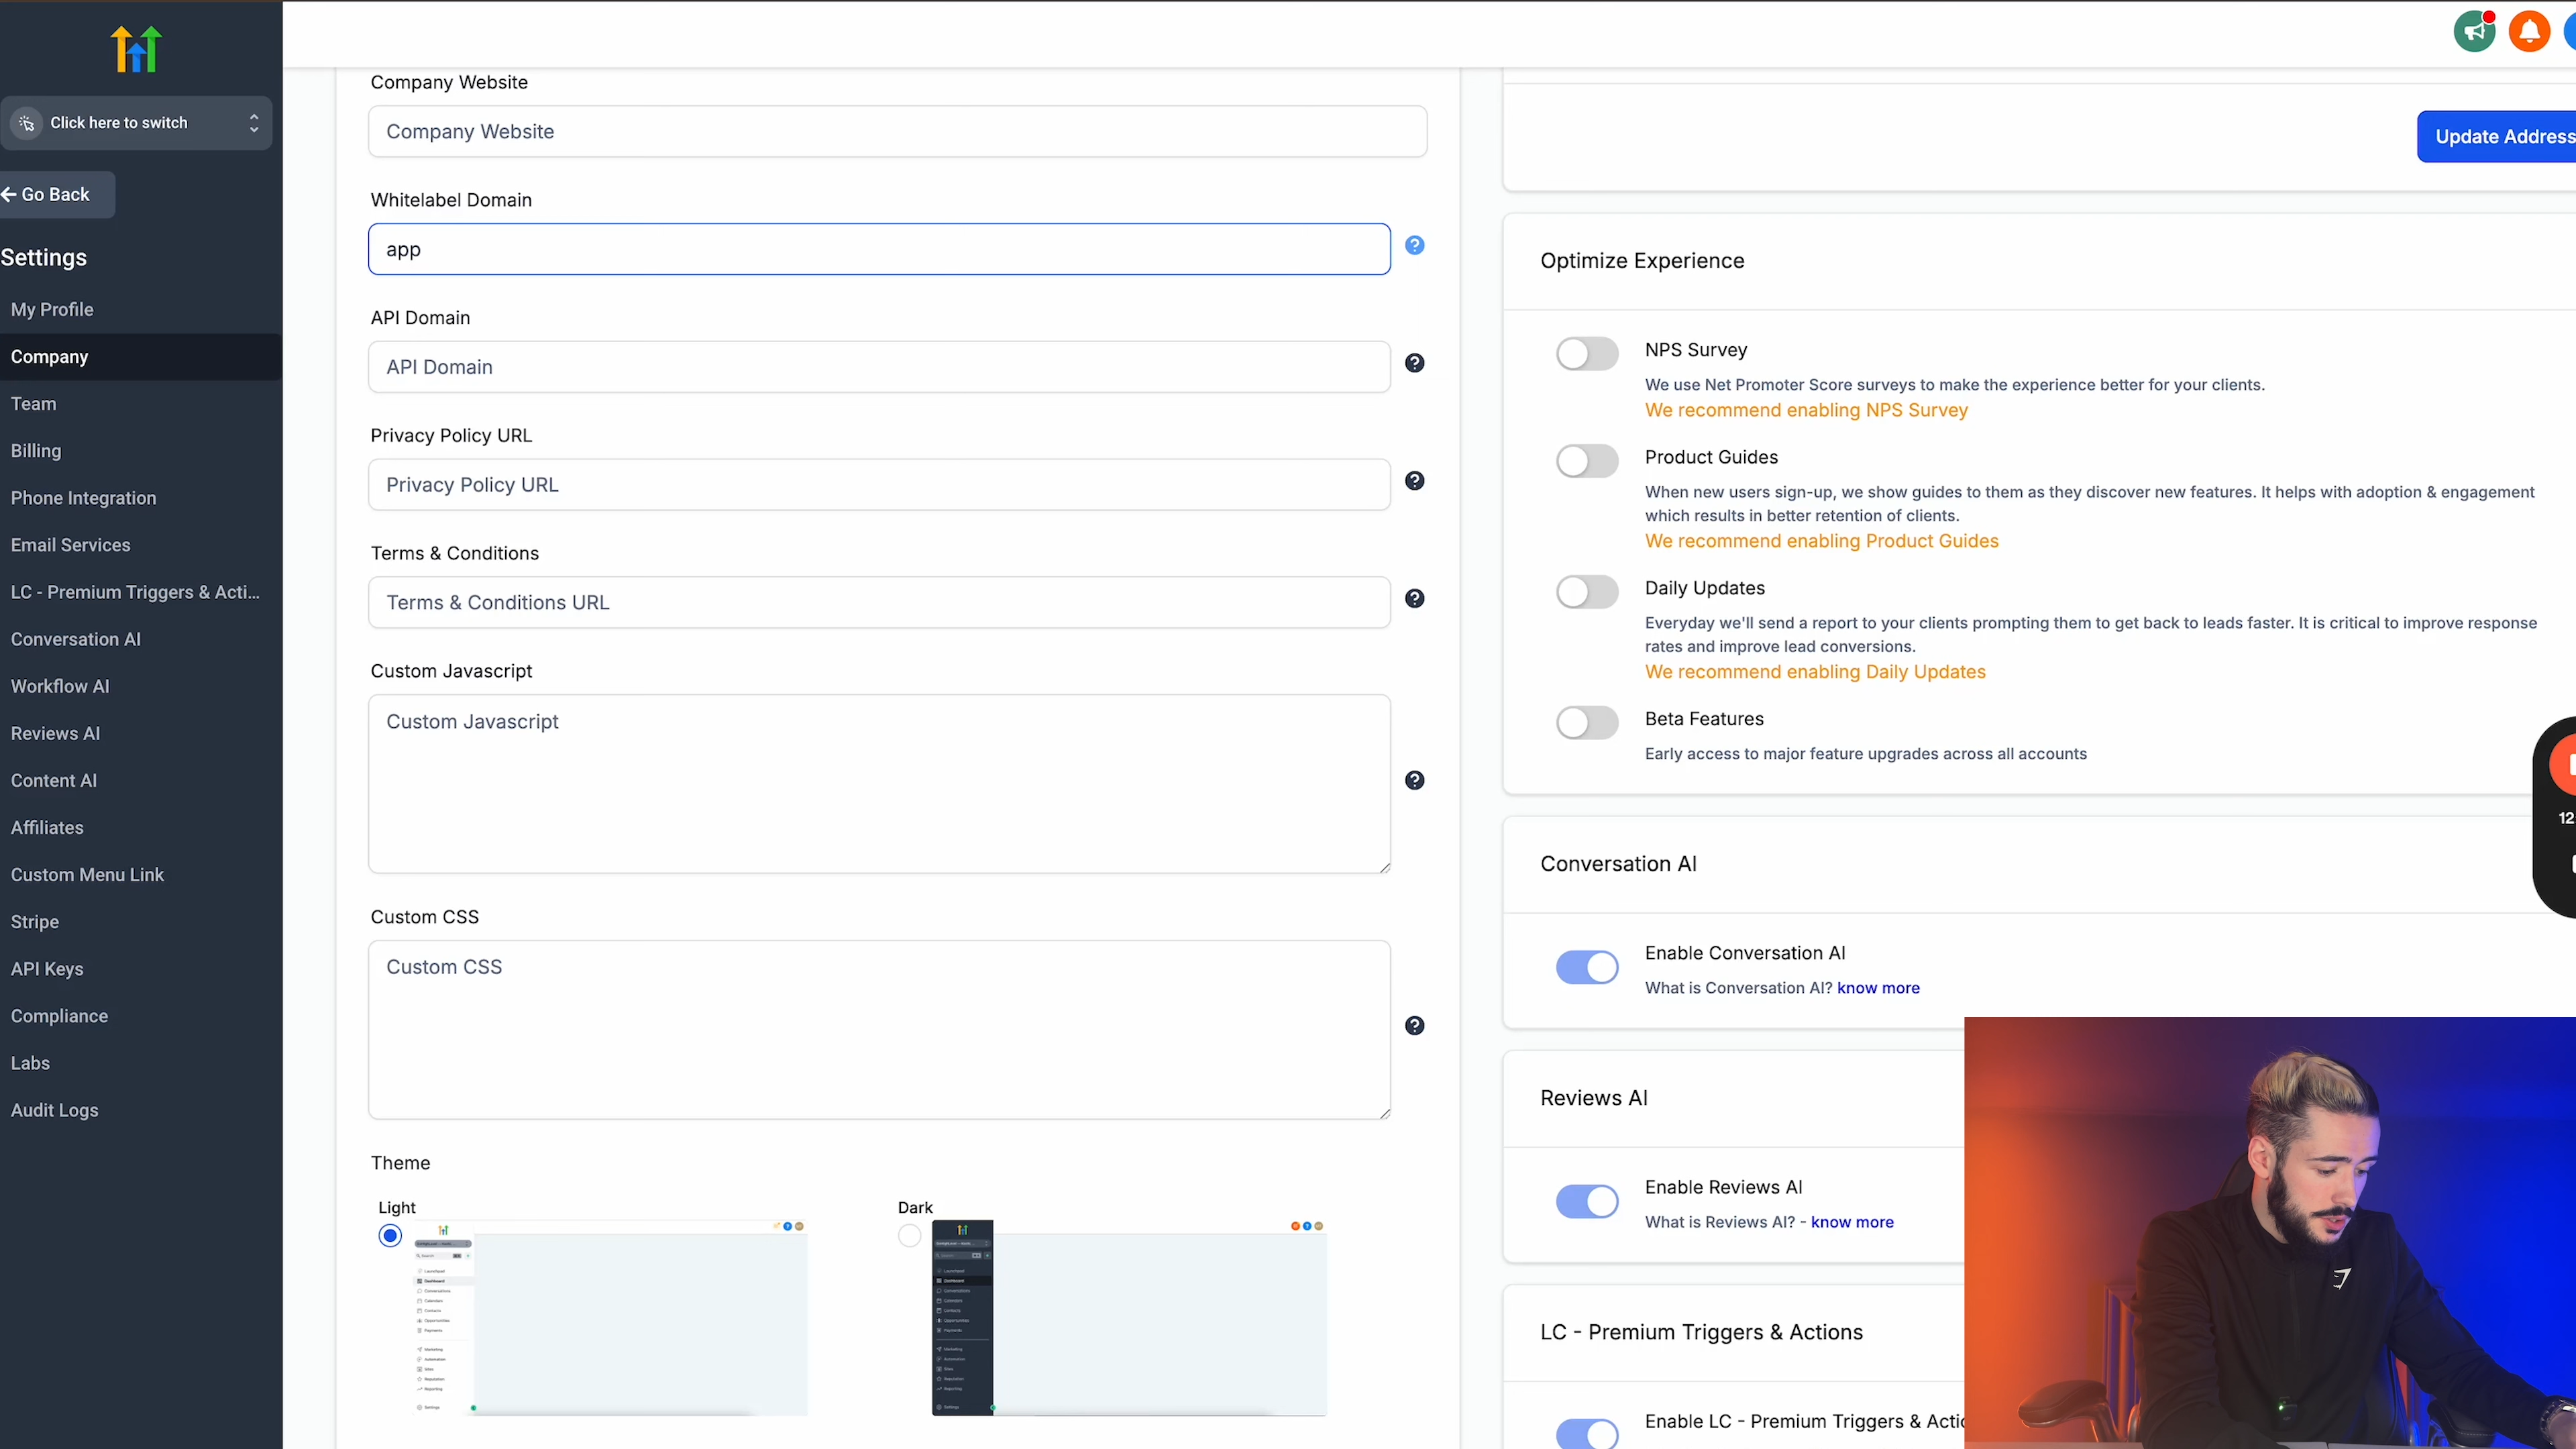 Click here to switch
Go Back
Settings
My Profile
Company
Team
Billing
Phone Integration
Email Services
LC - Premium Triggers & Acti...
Conversation AI
Workflow AI
Reviews AI
Content AI
Affiliates
Custom Menu Link
Stripe
API Keys
Compliance
Labs
Audit Logs
Company Website
Company Website
Whitelabel Domain
app
API Domain
API Domain
Privacy Policy URL
Privacy Policy URL
Terms & Conditions
Terms & Conditions URL
Custom Javascript
Custom Javascript
Custom CSS
Custom CSS
Theme
Light
Dark
Update Address
Optimize Experience
NPS Survey
We use Net Promoter Score surveys to make the experience better for your clients.
We recommend enabling NPS Survey
Product Guides
When new users sign-up, we show guides to them as they discover new features. It helps with adoption & engagement
which results in better retention of clients.
We recommend enabling Product Guides
Daily Updates
Everyday we'll send a report to your clients prompting them to get back to leads faster. It is critical to improve response
rates and improve lead conversions.
We recommend enabling Daily Updates
Beta Features
Early access to major feature upgrades across all accounts
12
Conversation AI
Enable Conversation AI
What is Conversation AI? know more
Reviews AI
Enable Reviews AI
What is Reviews AI? - know more
LC - Premium Triggers & Actions
Enable LC - Premium Triggers & Actio